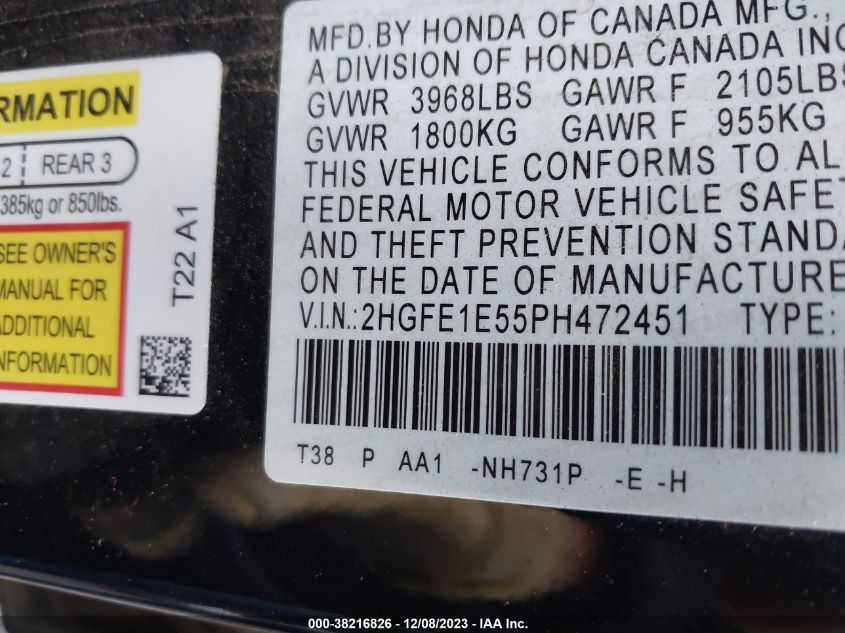 RMATION
2 REAR 3
385kg or 850lbs.
SEE OWNER'S
MANUAL FOR
ADDITIONAL
INFORMATION
T22 A1
MFD.BY HONDA OF CANADA MFG.,
A DIVISION OF HONDA CANADA INC
GVWR 3968LBS GAWR F 2105LBS
GVWR 1800KG GAWR F 955KG
THIS VEHICLE CONFORMS TO AL
FEDERAL MOTOR VEHICLE SAFET
AND THEFT PREVENTION STANDA
ON THE DATE OF MANUFACTURE
V.I.N.:2HGFE1E55PH472451 TYPE:
T38 P AA1 -NH731P -E -H
000-38216826 - 12/08/2023 - IAA Inc.